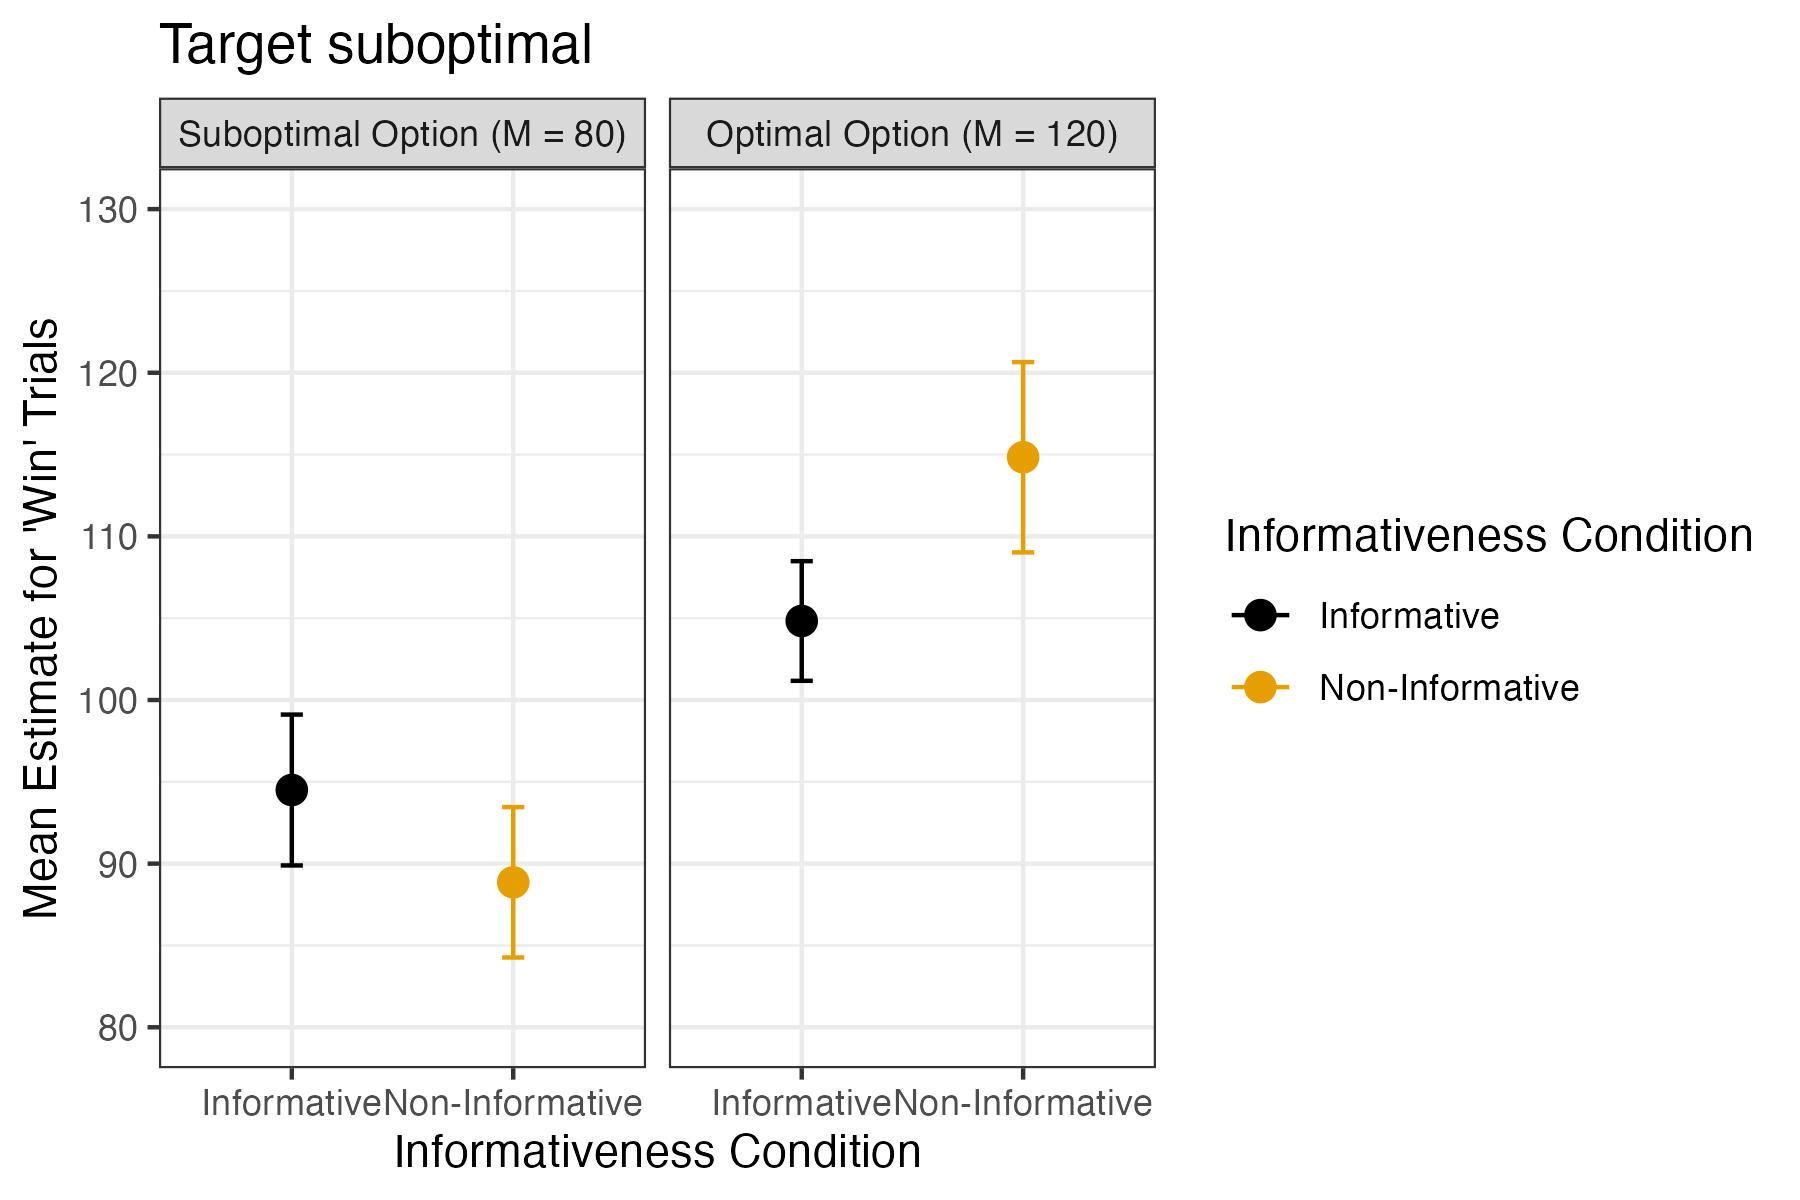 Target suboptimal
Suboptimal Option (M = 80)
Optimal Option (M = 120)
Mean Estimate for 'Win' Trials
130
120
110
100
90
80
Informative
Non-Informative
Informative
Non-Informative
Informativeness Condition
Informativeness Condition
Informative
Non-Informative